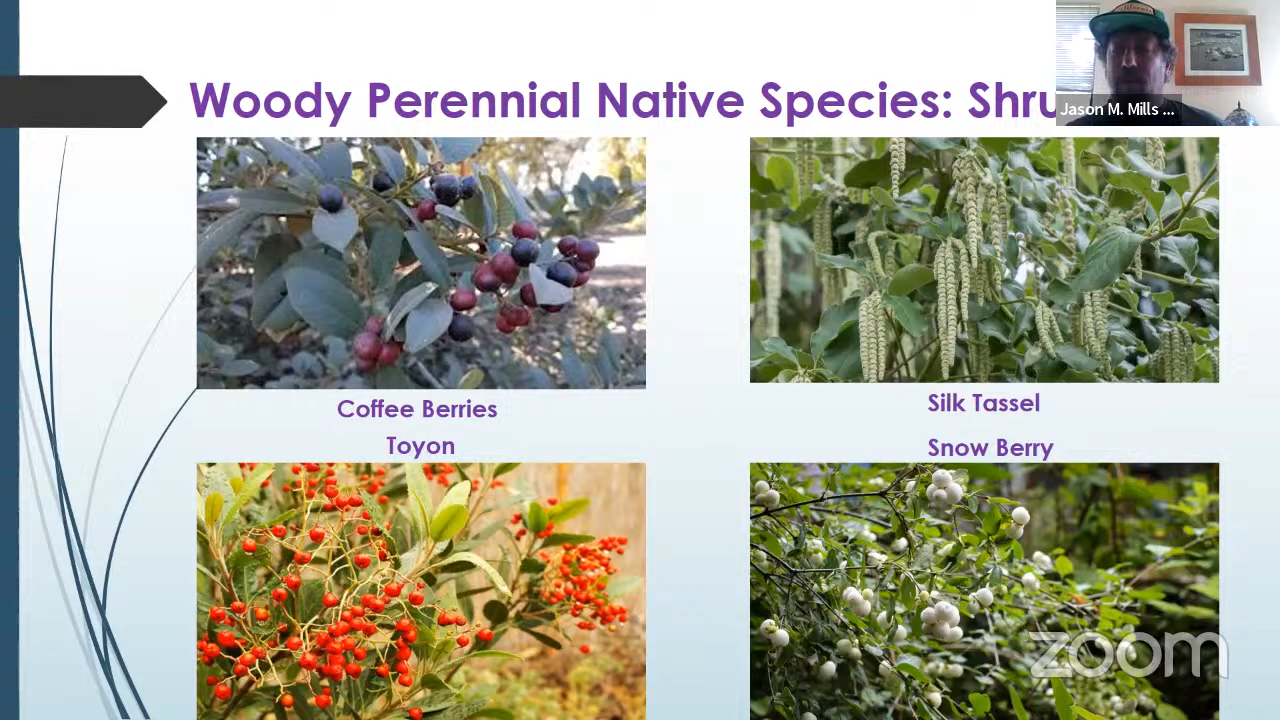 Woody Perennial Native Species: Shru
Jason M. Mills ...
Coffee Berries
Silk Tassel
Toyon
Snow Berry
zoom